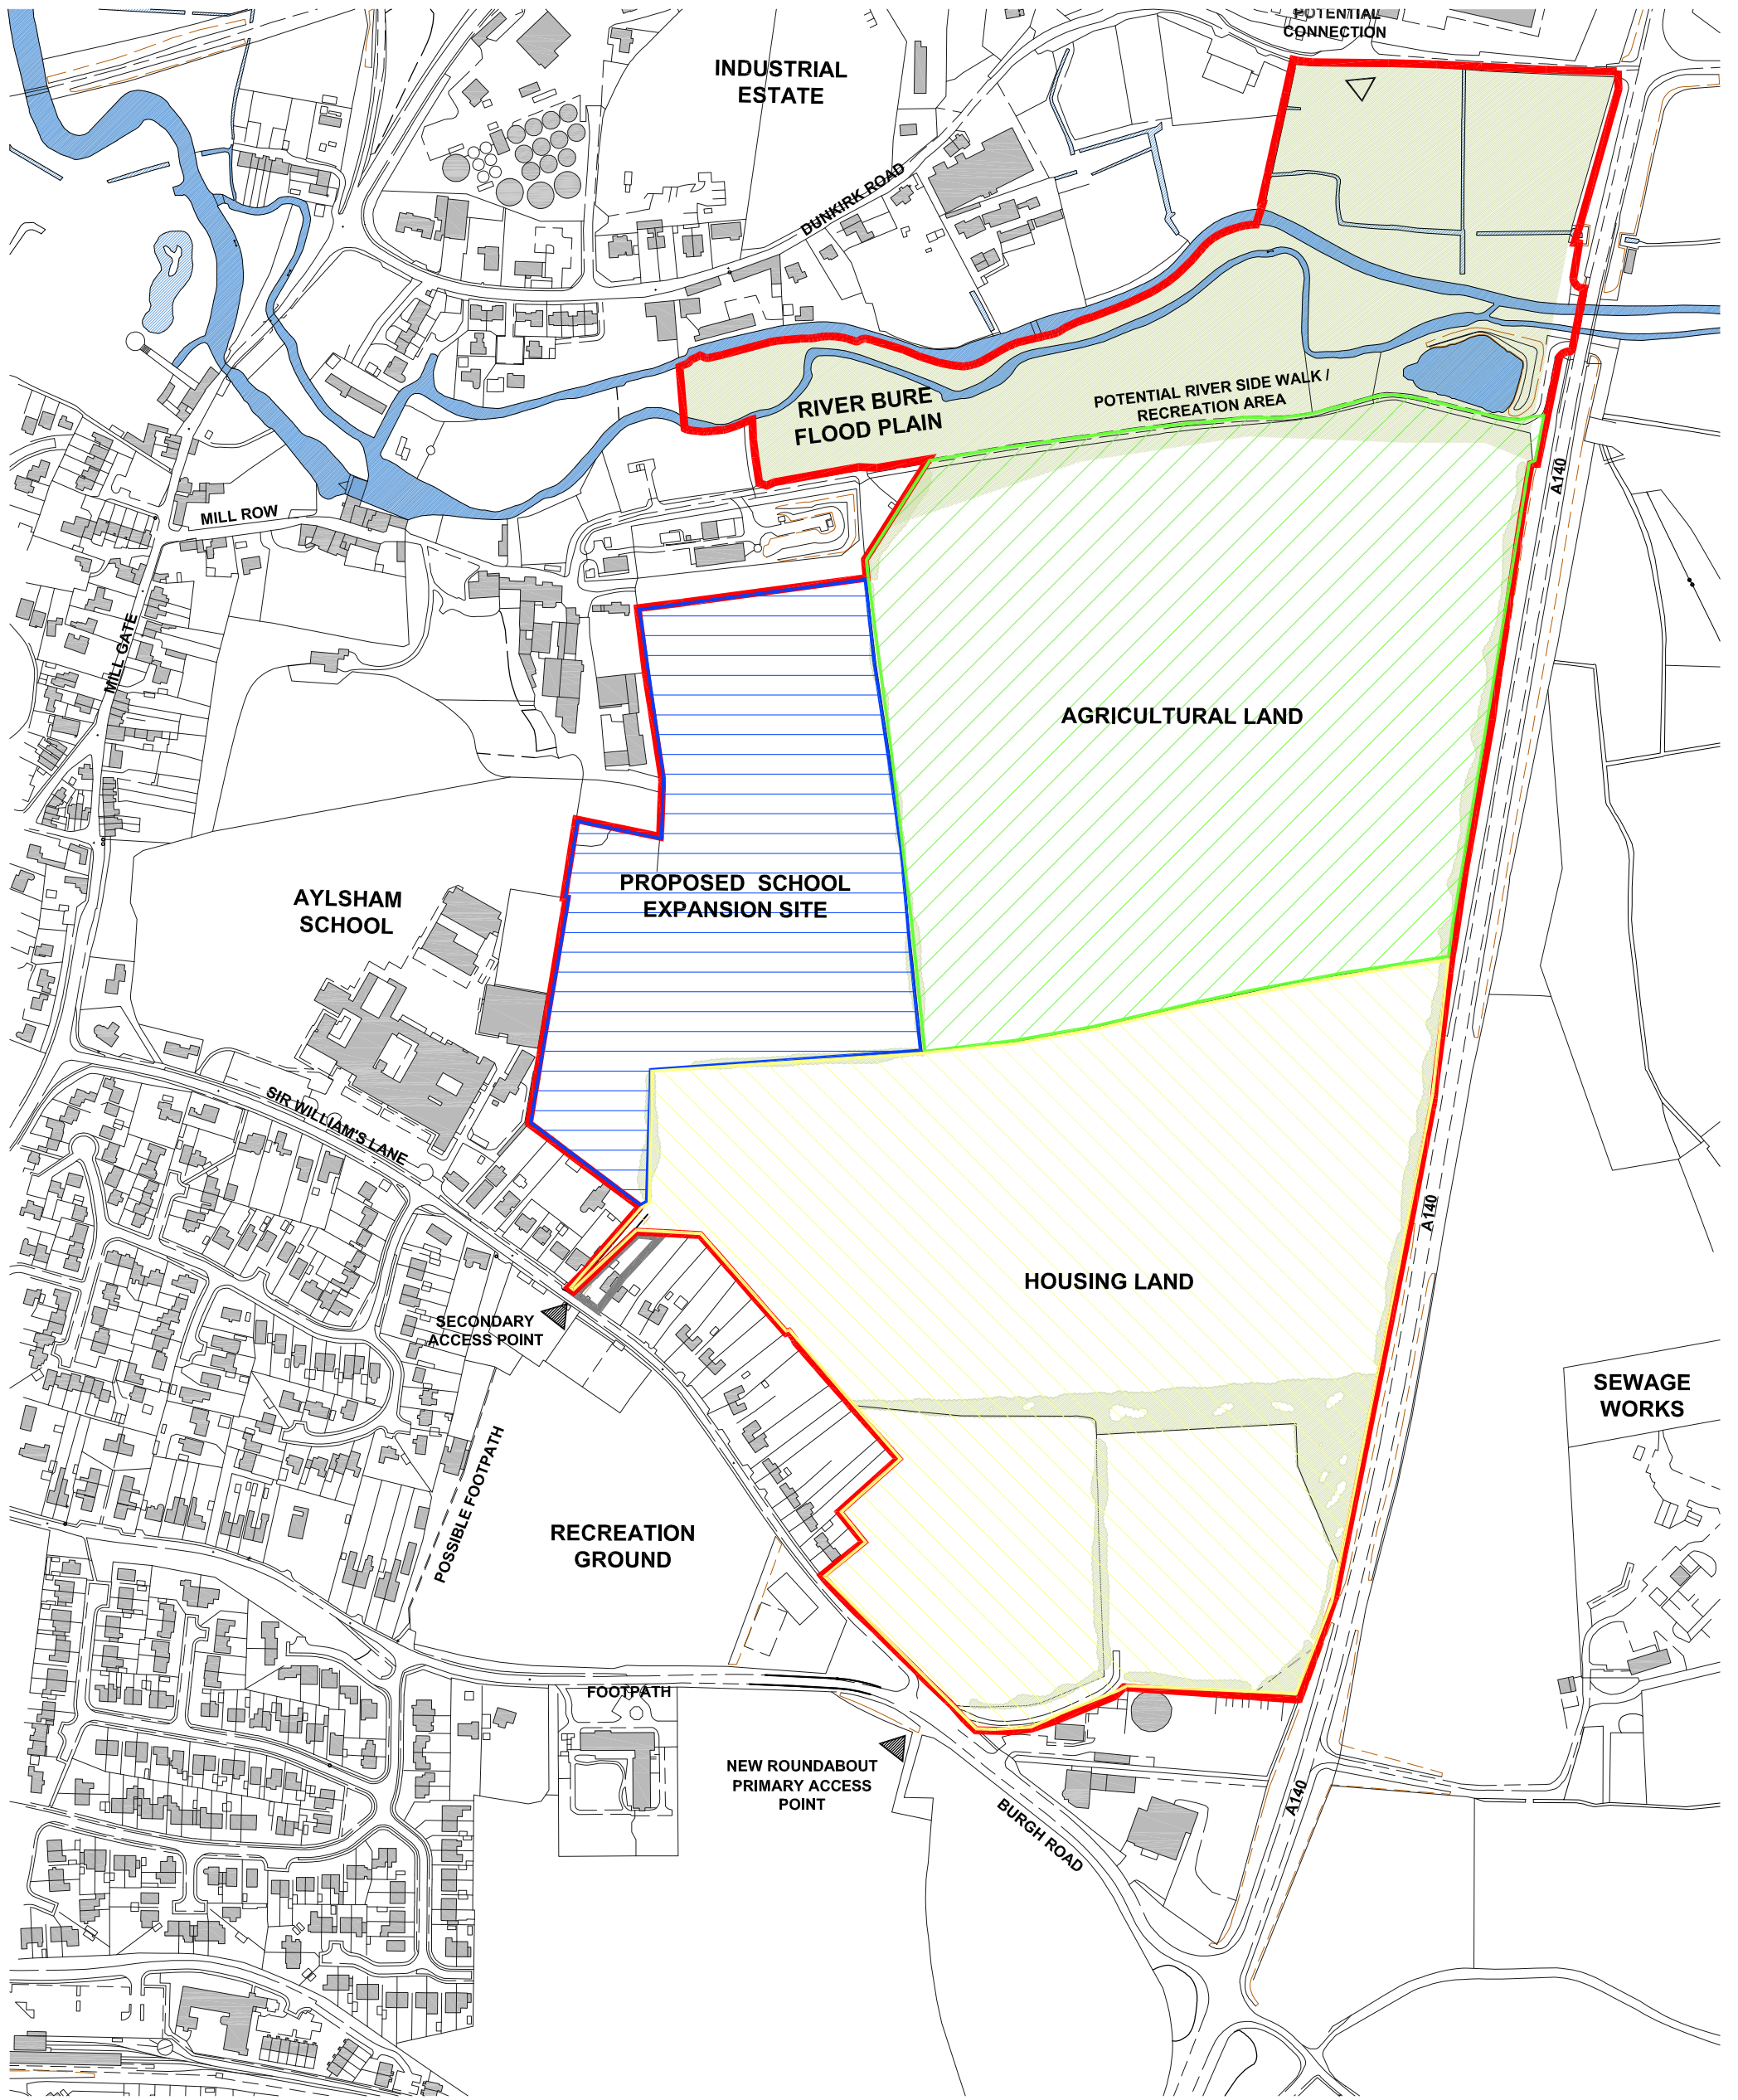 POTENTIAL
CONNECTION
INDUSTRIAL
ESTATE
DUNKIRK ROAD
RIVER BURE
FLOOD PLAIN
POTENTIAL RIVER SIDE WALK /
RECREATION AREA
A140
MILL ROW
MILL GATE
AGRICULTURAL LAND
PROPOSED SCHOOL
EXPANSION SITE
AYLSHAM
SCHOOL
SIR WILLIAM'S LANE
A140
HOUSING LAND
SECONDARY
ACCESS POINT
SEWAGE
WORKS
POSSIBLE FOOTPATH
RECREATION
GROUND
FOOTPATH
NEW ROUNDABOUT
PRIMARY ACCESS
POINT
BURGH ROAD
A140